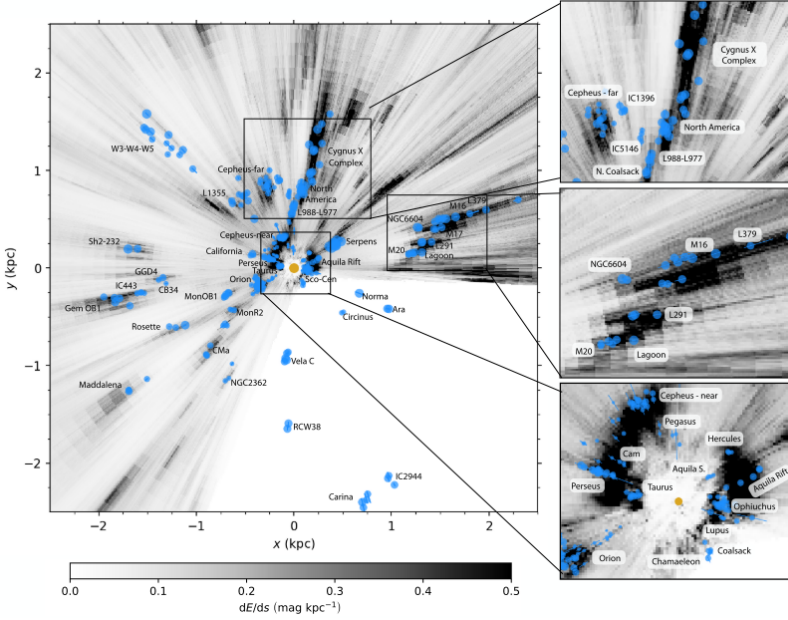 2
1
0
−1
−2
y (kpc)
−2
−1
0
1
2
x (kpc)
W3-W4-W5
Cepheus-far
L1355
Cygnus X
Complex
North
America
L988-L977
Cepheus-near
California
Perseus
Taurus
Orion
Serpens
Aquila Rift
Sco-Cen
Sh2-232
GGD4
IC443
CB34
Gem OB1
MonOB1
MonR2
Rosette
CMa
NGC2362
Maddalena
Norma
Ara
Circinus
Vela C
RCW38
IC2944
Carina
L379
M16
NGC6604
M17
L291
M20
Lagoon
0.0
0.1
0.2
0.3
0.4
0.5
dE/ds (mag kpc⁻¹)
Cygnus X
Complex
Cepheus - far
IC1396
North America
IC5146
L988-L977
N. Coalsack
L379
M16
NGC6604
L291
M20
Lagoon
Cepheus - near
Pegasus
Hercules
Cam
Aquila S.
Aquila Rift
Perseus
Taurus
Ophiuchus
Lupus
Coalsack
Orion
Chamaeleon